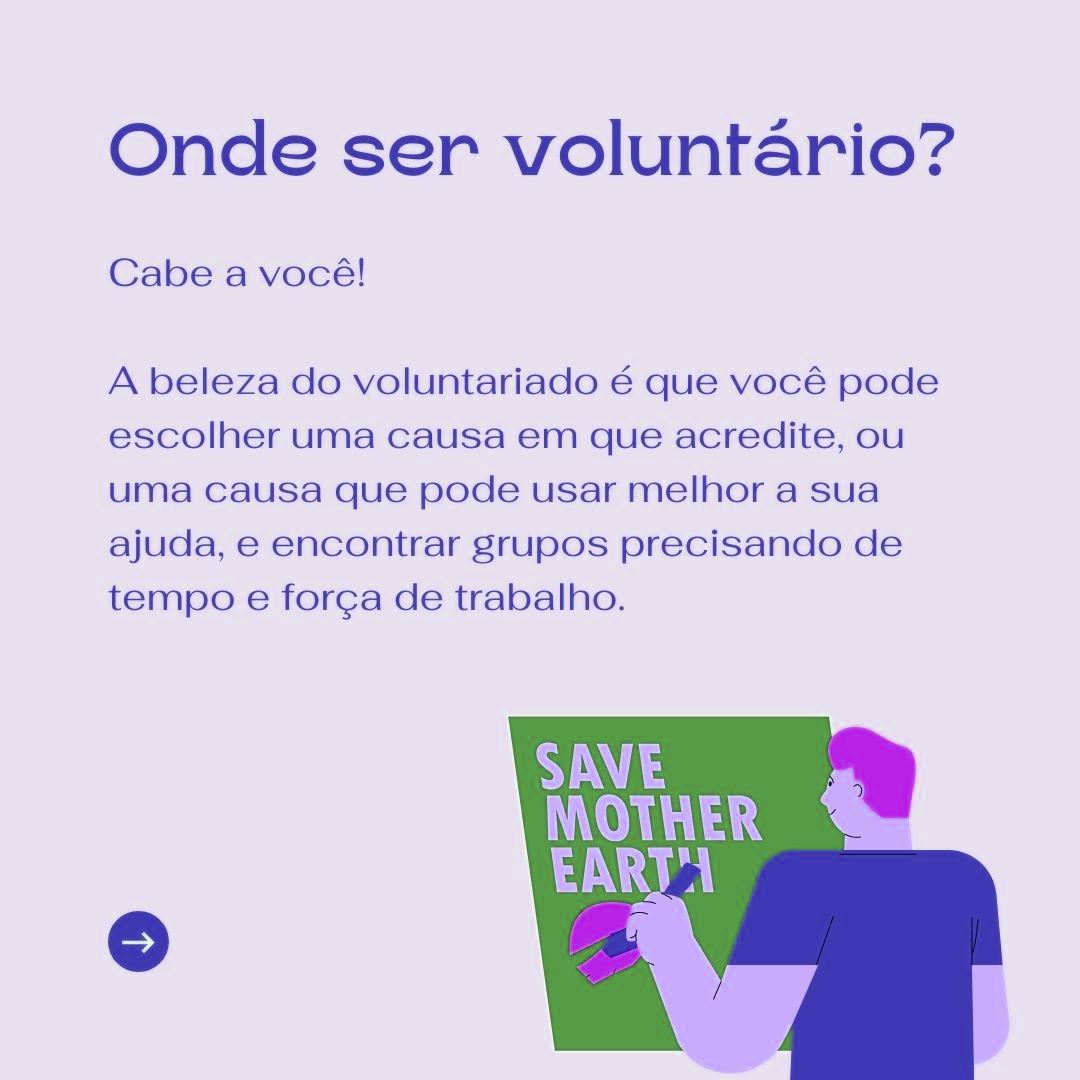 Onde ser voluntário?
Cabe a você!
A beleza do voluntariado é que você pode
escolher uma causa em que acredite, ou
uma causa que pode usar melhor a sua
ajuda, e encontrar grupos precisando de
tempo e força de trabalho.
SAVE
MOTHER
EARTH